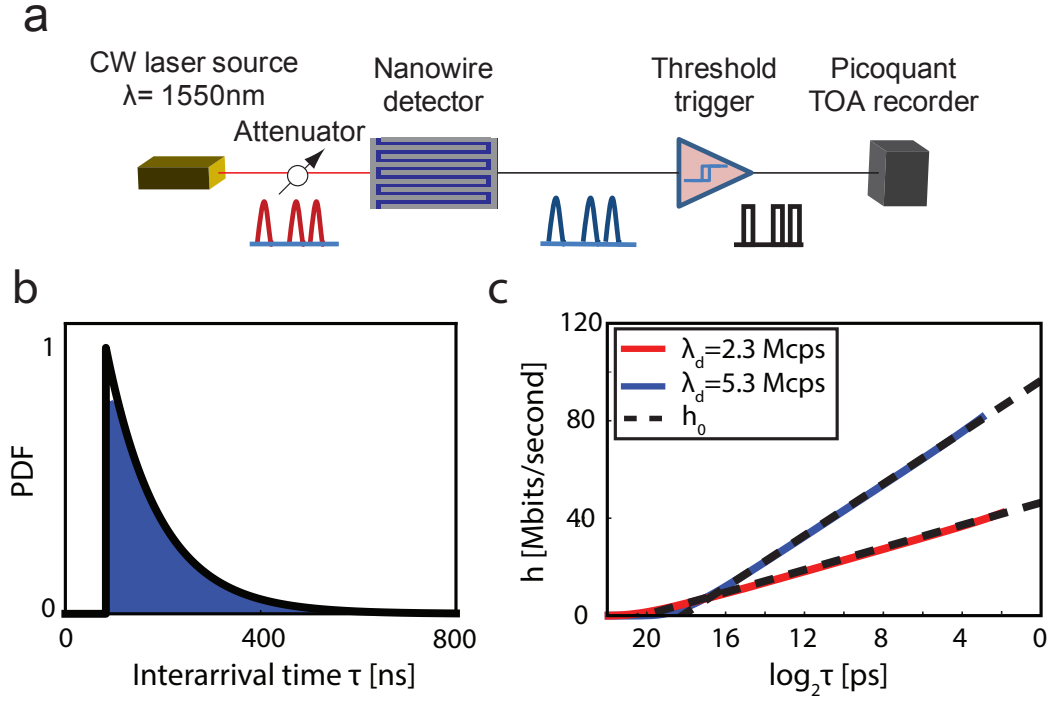 a
CW laser source
λ= 1550nm
Attenuator
Nanowire
detector
Threshold
trigger
Picoquant
TOA recorder
b
PDF
1
0
0
400
800
Interarrival time τ [ns]
c
h [Mbits/second]
120
80
40
0
λd=2.3 Mcps
λd=5.3 Mcps
h0
20
16
12
8
4
0
log2τ [ps]